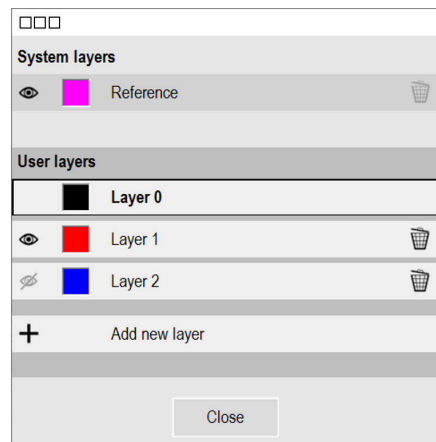 System layers
Reference
User layers
Layer 0
Layer 1
Layer 2
Add new layer
Close